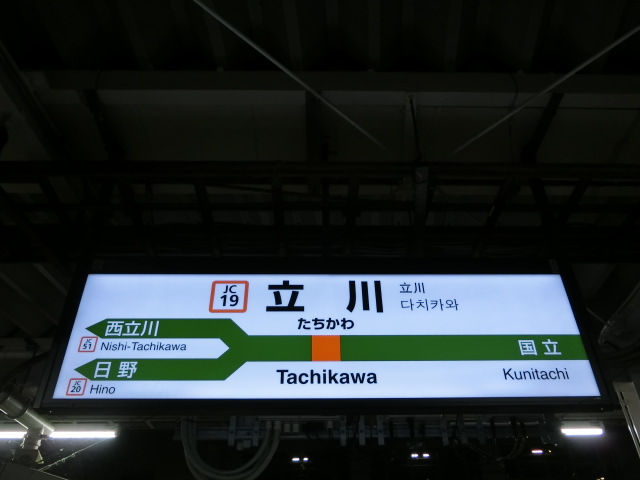 JC
19
立 川
立川
다치카와
たちかわ
Tachikawa
西立川
JC
51
Nishi-Tachikawa
日 野
JC
20
Hino
国 立
Kunitachi